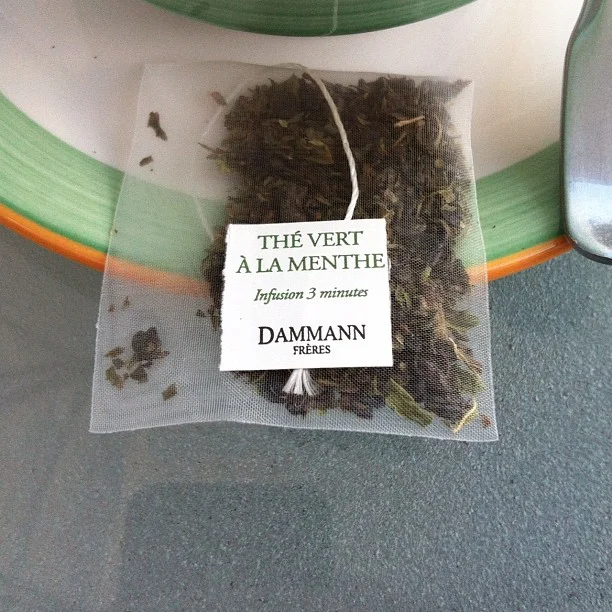 THÉ VERT
À LA MENTHE
Infusion 3 minutes
DAMMANN
FRÈRES